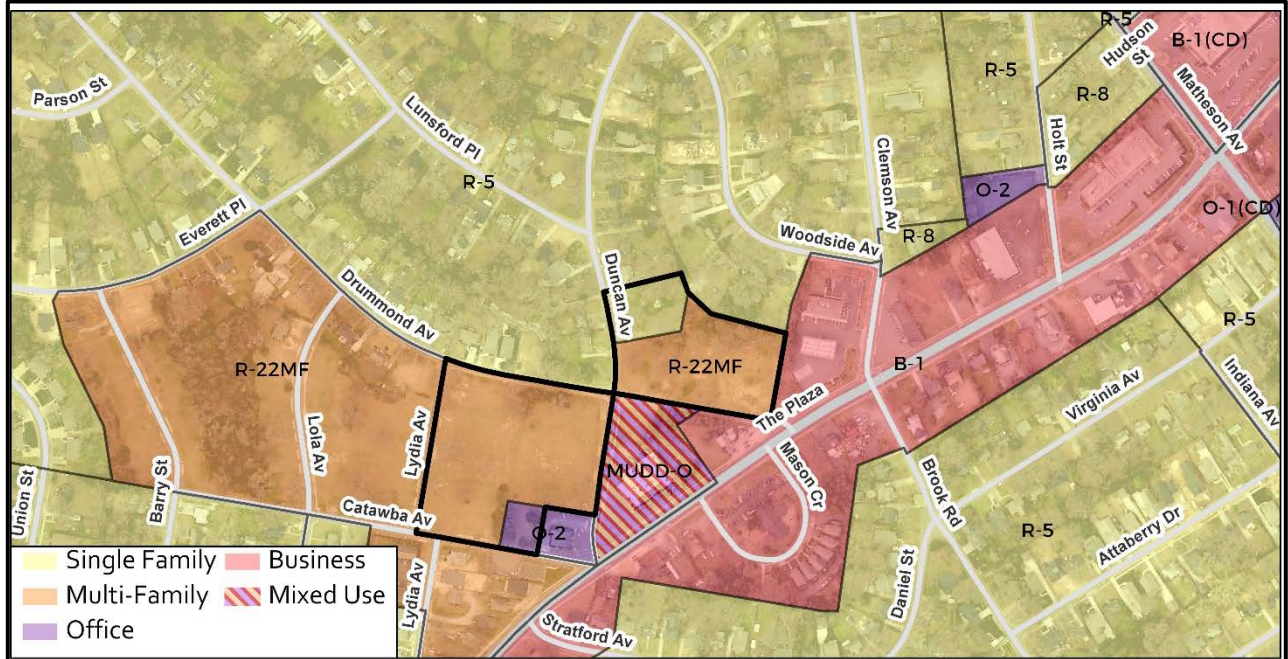 R-5
Hudson St
B-1(CD)
Parson St
R-5
Matheson Av
R-8
Lunsford Pl
Holt St
Clemson Av
R-5
O-2
O-1(CD)
Everett Pl
R-8
Woodside Av
Duncan Av
Drummond Av
R-5
R-22MF
R-22MF
B-1
Virginia Av
Indiana Av
The Plaza
Lola Av
Lydia Av
Mason Cr
MUDD-O
Union St
Barry St
Catawba Av
Brook Rd
O-2
R-5
Attaberry Dr
Lydia Av
Daniel St
Stratford Av
Single Family
Business
Multi-Family
Mixed Use
Office